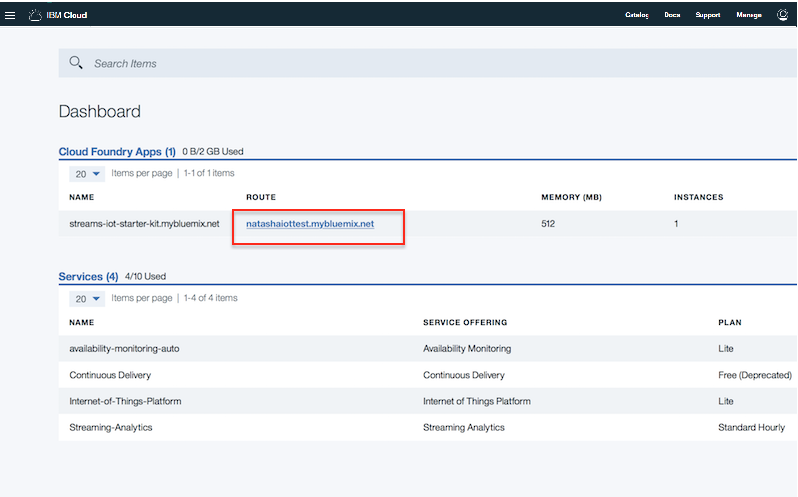 IBM Cloud Catalog Docs Support Manage
Search Items
Dashboard
Cloud Foundry Apps (1) 0 B/2 GB Used
20 Items per page | 1-1 of 1 items
NAME ROUTE MEMORY (MB) INSTANCES
streams-iot-starter-kit.mybluemix.net natashaiottest.mybluemix.net 512 1
Services (4) 4/10 Used
20 Items per page | 1-4 of 4 items
NAME SERVICE OFFERING PLAN
availability-monitoring-auto Availability Monitoring Lite
Continuous Delivery Continuous Delivery Free (Deprecated)
Internet-of-Things-Platform Internet of Things Platform Lite
Streaming-Analytics Streaming Analytics Standard Hourly